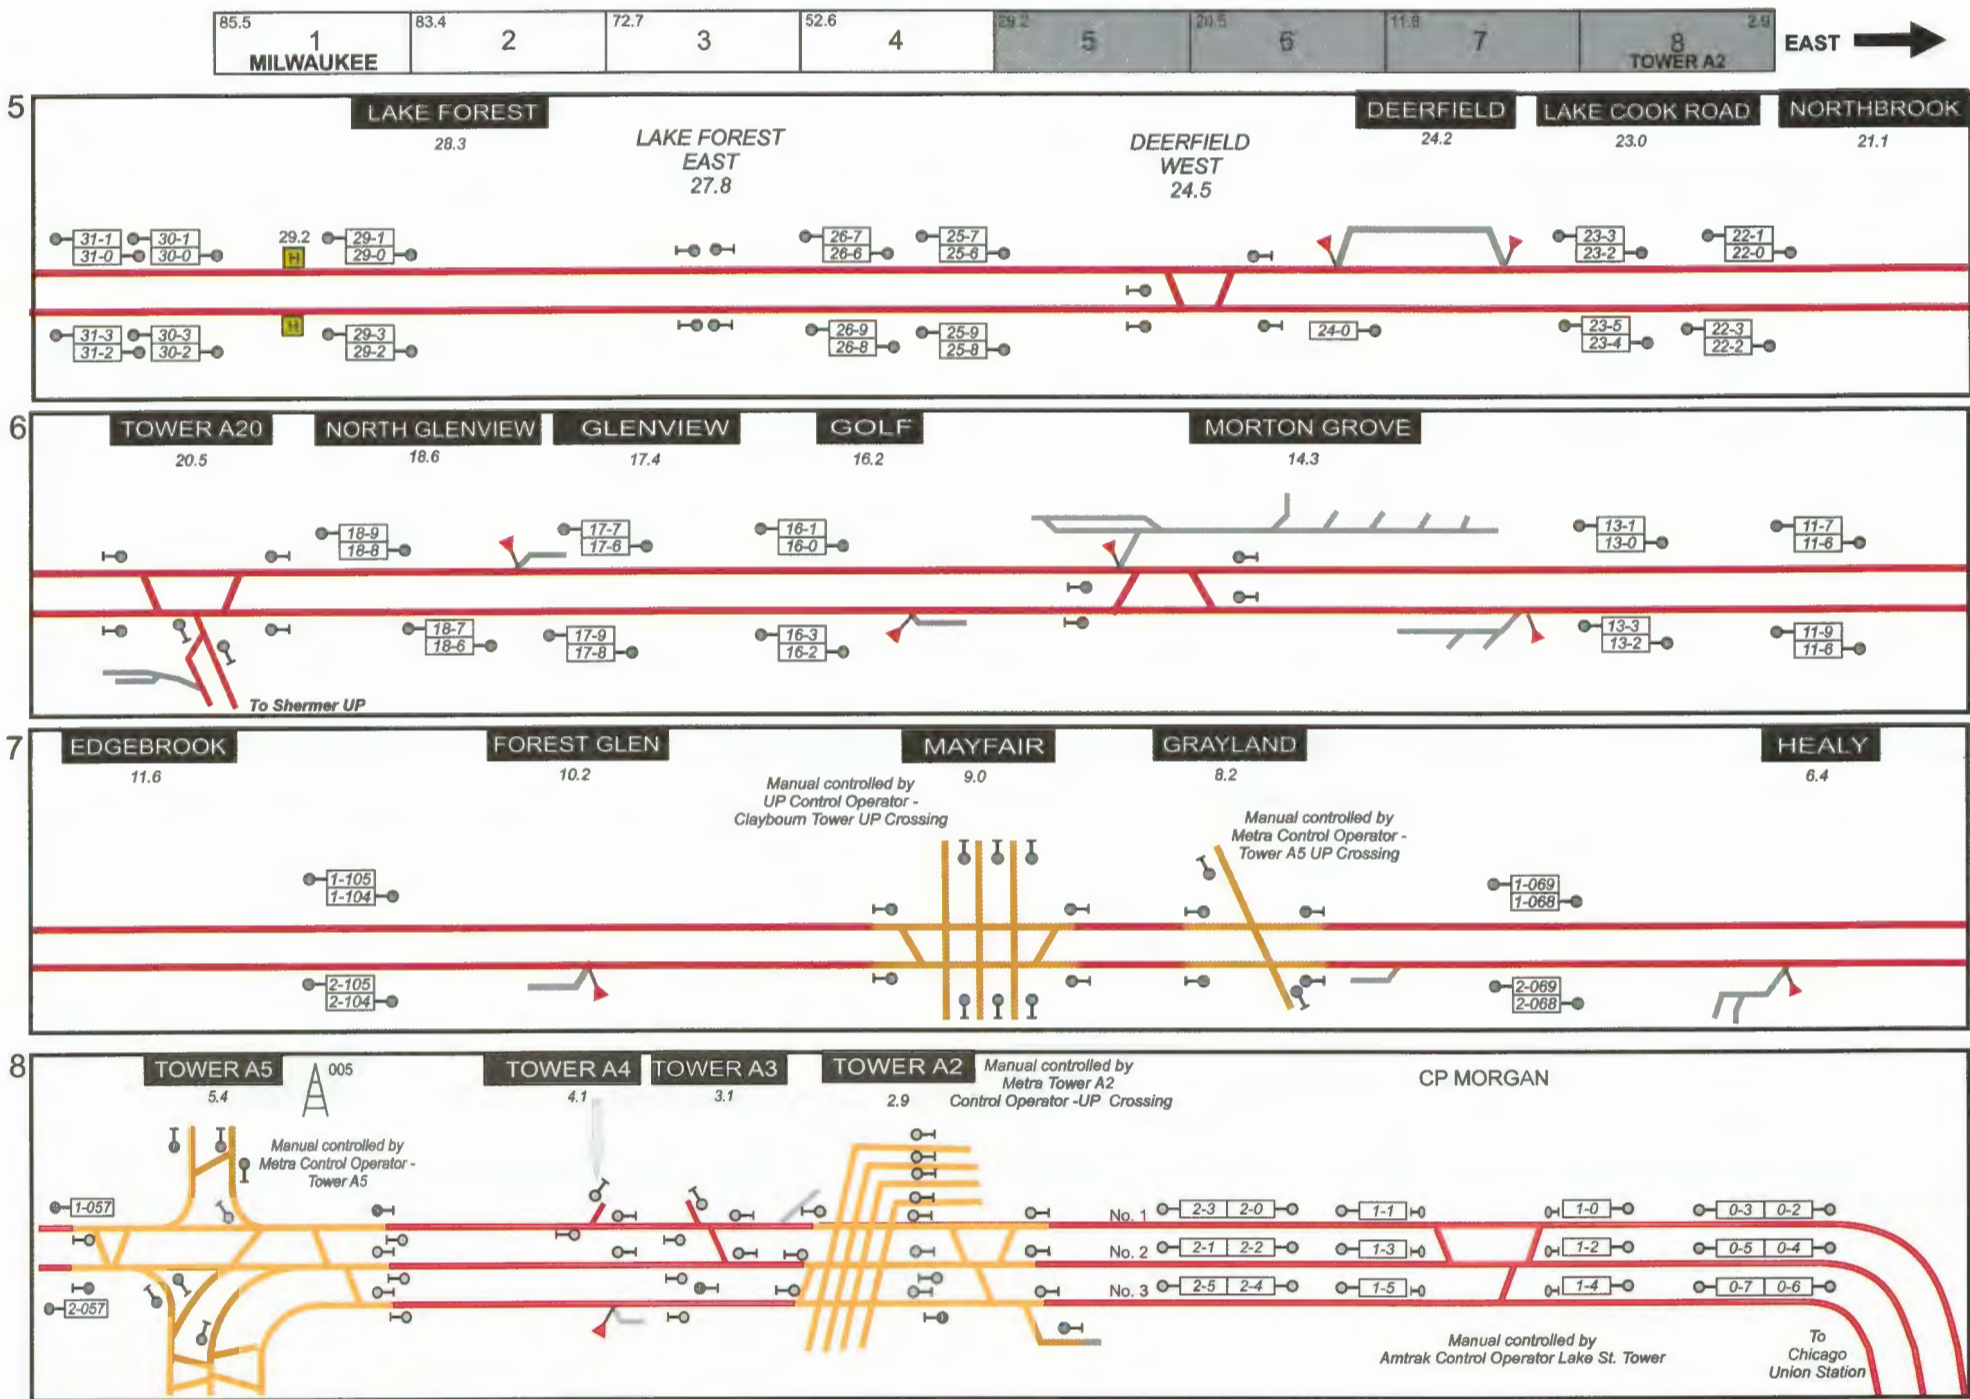 85.5 83.4 72.7 52.6 29.2 20.5 11.8 2.9
1 2 3 4 5 6 7 8
MILWAUKEE TOWER A2
EAST
5
LAKE FOREST
28.3
LAKE FOREST
EAST
27.8
DEERFIELD
WEST
24.5
DEERFIELD
24.2
LAKE COOK ROAD
23.0
NORTHBROOK
21.1
31-1 30-1 29.2 29-1 26-7 25-7 23-3 22-1
31-0 30-0 H 29-0 26-6 25-6 23-2 22-0
31-3 30-3 H 29-3 26-9 25-9 24-0 23-5 22-3
31-2 30-2 29-2 26-8 25-8 23-4 22-2
6
TOWER A20
20.5
NORTH GLENVIEW
18.6
GLENVIEW
17.4
GOLF
16.2
MORTON GROVE
14.3
18-9 17-7 16-1 13-1 11-7
18-8 17-6 16-0 13-0 11-6
18-7 17-9 16-3 13-3 11-9
18-6 17-8 16-2 13-2 11-6
To Shermer UP
7
EDGEBROOK
11.6
FOREST GLEN
10.2
MAYFAIR
9.0
GRAYLAND
8.2
HEALY
6.4
Manual controlled by
UP Control Operator -
Claybourn Tower UP Crossing
Manual controlled by
Metra Control Operator -
Tower A5 UP Crossing
1-105 1-069
1-104 1-068
2-105 2-069
2-104 2-068
8
TOWER A5
5.4
005
TOWER A4
4.1
TOWER A3
3.1
TOWER A2
2.9
Manual controlled by
Metra Tower A2
Control Operator -UP Crossing
CP MORGAN
Manual controlled by
Metra Control Operator -
Tower A5
1-057
2-057
No. 1 2-3 2-0 1-1 1-0 0-3 0-2
No. 2 2-1 2-2 1-3 1-2 0-5 0-4
No. 3 2-5 2-4 1-5 1-4 0-7 0-6
Manual controlled by
Amtrak Control Operator Lake St. Tower
To
Chicago
Union Station